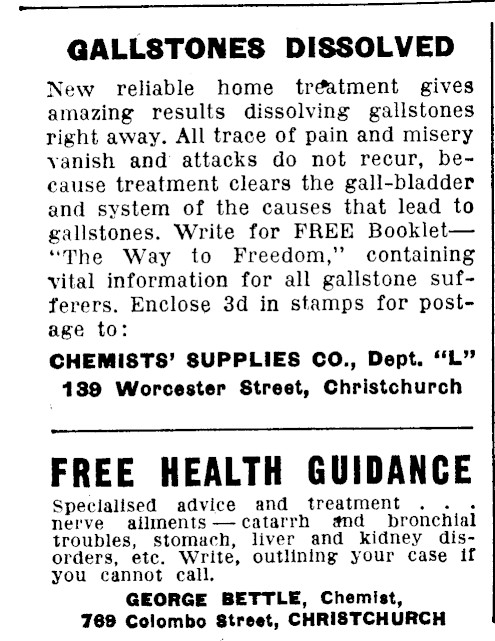 GALLSTONES DISSOLVED
New reliable home treatment gives
amazing results dissolving gallstones
right away. All trace of pain and misery
vanish and attacks do not recur, be-
cause treatment clears the gall-bladder
and system of the causes that lead to
gallstones. Write for FREE Booklet—
"The Way to Freedom," containing
vital information for all gallstone suf-
ferers. Enclose 3d in stamps for post-
age to:
CHEMISTS' SUPPLIES CO., Dept. "L"
139 Worcester Street, Christchurch
FREE HEALTH GUIDANCE
Specialised advice and treatment . . .
nerve ailments — catarrh and bronchial
troubles, stomach, liver and kidney dis-
orders, etc. Write, outlining your case if
you cannot call.
GEORGE BETTLE, Chemist,
769 Colombo Street, CHRISTCHURCH